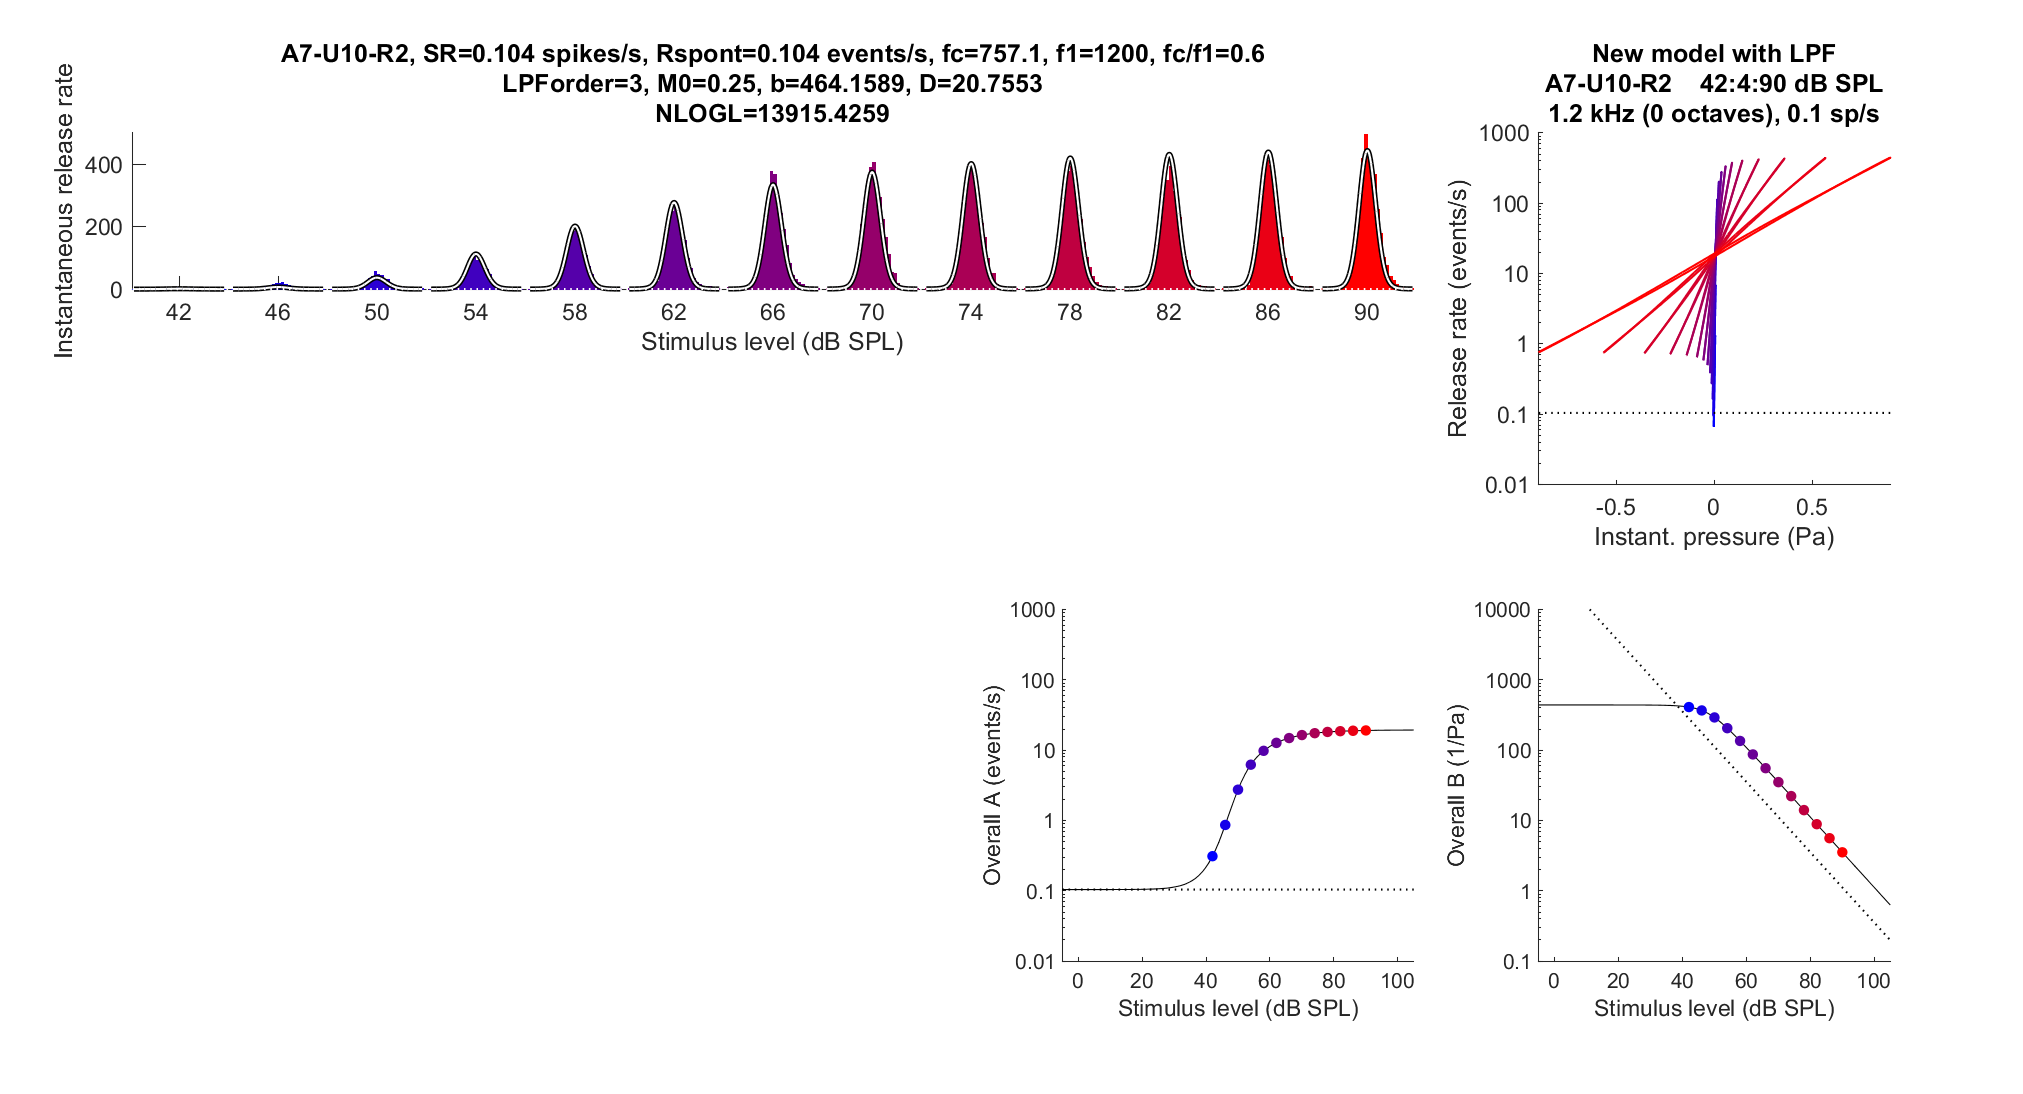 A7-U10-R2, SR=0.104 spikes/s, Rspont=0.104 events/s, fc=757.1, f1=1200, fc/f1=0.6
LPForder=3, M0=0.25, b=464.1589, D=20.7553
NLOGL=13915.4259
Instantaneous release rate
400
200
0
42 46 50 54 58 62 66 70 74 78 82 86 90
Stimulus level (dB SPL)
New model with LPF
A7-U10-R2 42:4:90 dB SPL
1.2 kHz (0 octaves), 0.1 sp/s
Release rate (events/s)
1000
100
10
1
0.1
0.01
-0.5 0 0.5
Instant. pressure (Pa)
Overall A (events/s)
1000
100
10
1
0.1
0.01
0 20 40 60 80 100
Stimulus level (dB SPL)
Overall B (1/Pa)
10000
1000
100
10
1
0.1
0 20 40 60 80 100
Stimulus level (dB SPL)